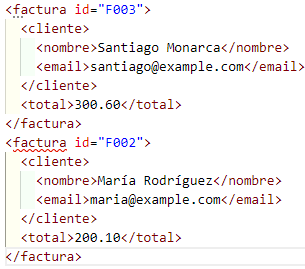 <factura id="F003">
  <cliente>
    <nombre>Santiago Monarca</nombre>
    <email>santiago@example.com</email>
  </cliente>
  <total>300.60</total>
</factura>
<factura id="F002">
  <cliente>
    <nombre>María Rodríguez</nombre>
    <email>maria@example.com</email>
  </cliente>
  <total>200.10</total>
</factura>